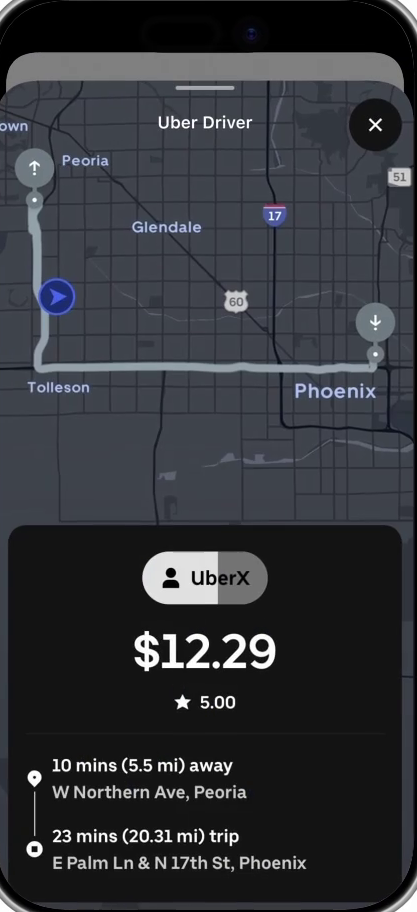 Uber Driver
own
Peoria
51
17
Glendale
60
Tolleson
Phoenix
UberX
$12.29
5.00
10 mins (5.5 mi) away
W Northern Ave, Peoria
23 mins (20.31 mi) trip
E Palm Ln & N 17th St, Phoenix